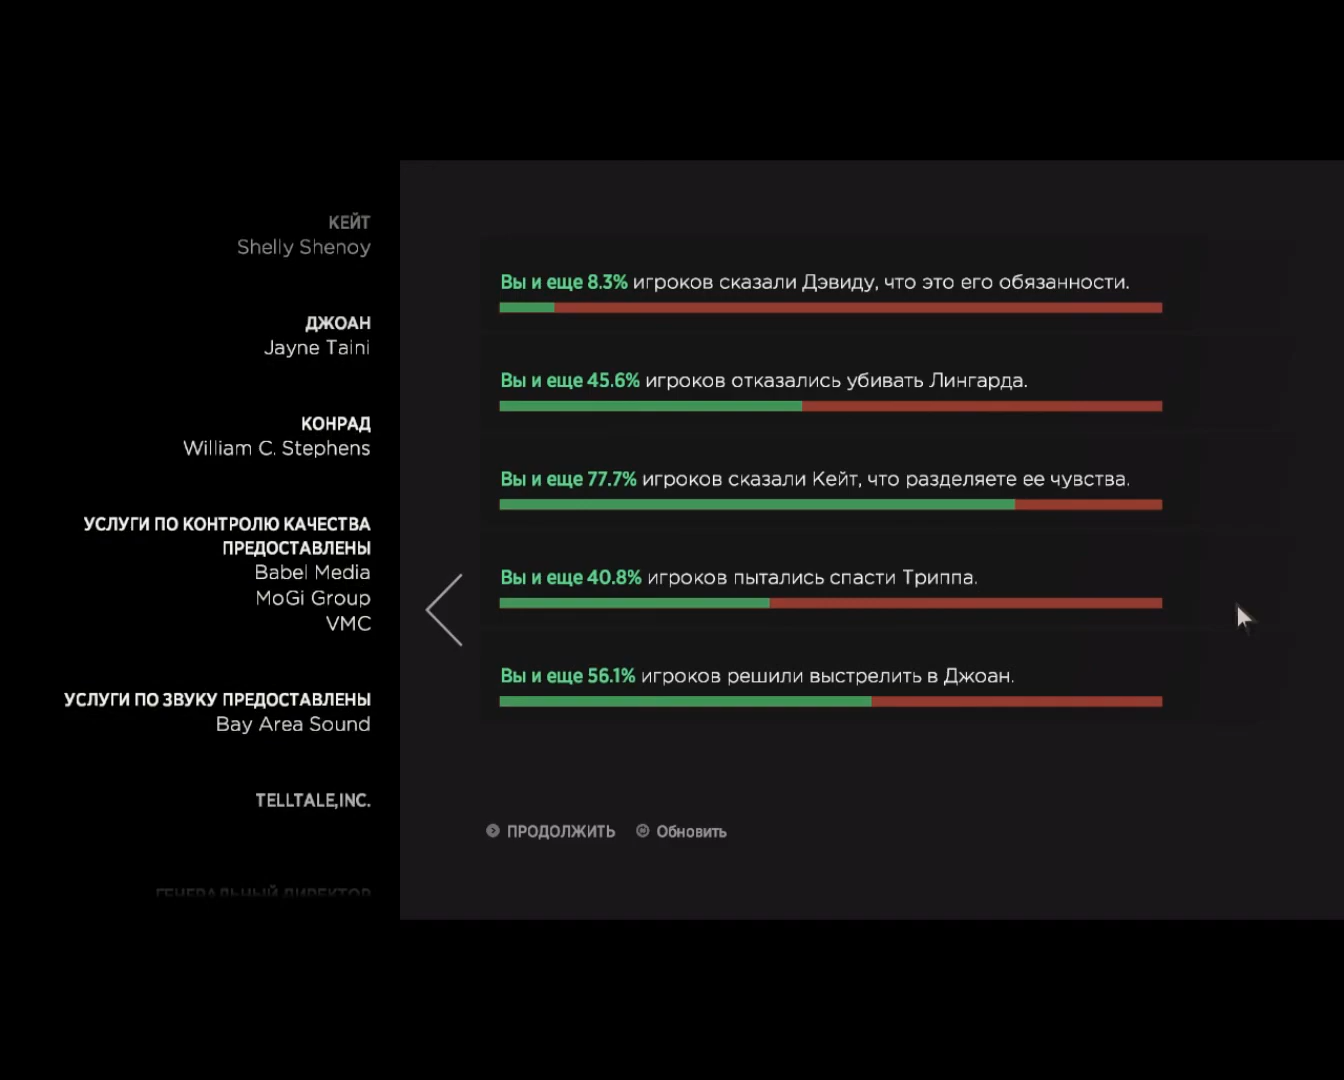 КЕЙТ
Shelly Shenoy
ДЖОАН
Jayne Taini
КОНРАД
William C. Stephens
УСЛУГИ ПО КОНТРОЛЮ КАЧЕСТВА
ПРЕДОСТАВЛЕНЫ
Babel Media
MoGi Group
VMC
УСЛУГИ ПО ЗВУКУ ПРЕДОСТАВЛЕНЫ
Bay Area Sound
TELLTALE,INC.
ГЕНЕРАЛЬНЫЙ ДИРЕКТОР
Вы и еще 8.3% игроков сказали Дэвиду, что это его обязанности.
Вы и еще 45.6% игроков отказались убивать Лингарда.
Вы и еще 77.7% игроков сказали Кейт, что разделяете ее чувства.
Вы и еще 40.8% игроков пытались спасти Триппа.
Вы и еще 56.1% игроков решили выстрелить в Джоан.
ПРОДОЛЖИТЬ Обновить